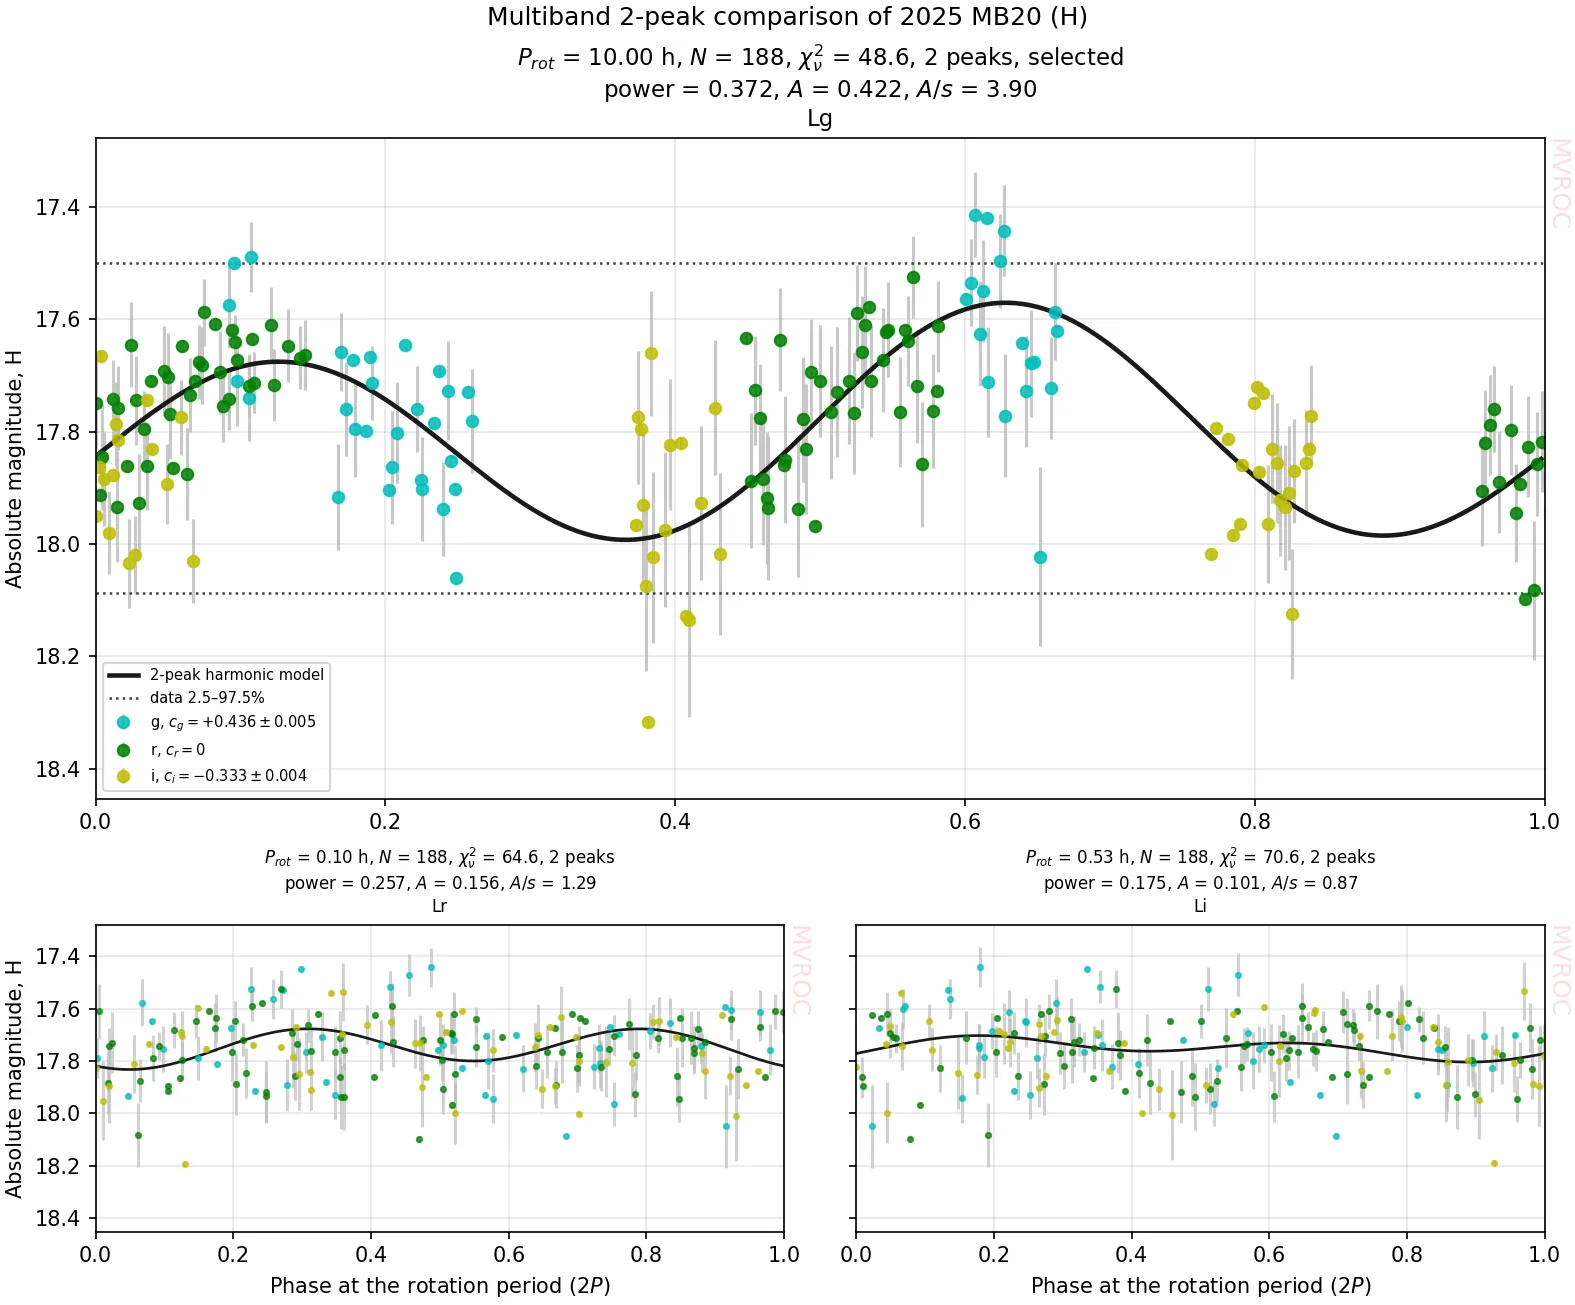 Multiband 2-peak comparison of 2025 MB20 (H)
P_rot = 10.00 h, N = 188, χ²_ν = 48.6, 2 peaks, selected
power = 0.372, A = 0.422, A/s = 3.90
Lg
MVROC
Absolute magnitude, H
17.4
17.6
17.8
18.0
18.2
18.4
2-peak harmonic model
data 2.5–97.5%
g, c_g = +0.436 ± 0.005
r, c_r = 0
i, c_i = −0.333 ± 0.004
0.0 0.2 0.4 0.6 0.8 1.0
P_rot = 0.10 h, N = 188, χ²_ν = 64.6, 2 peaks
power = 0.257, A = 0.156, A/s = 1.29
Lr
MVROC
Absolute magnitude, H
17.4
17.6
17.8
18.0
18.2
18.4
0.0 0.2 0.4 0.6 0.8 1.0
Phase at the rotation period (2P)
P_rot = 0.53 h, N = 188, χ²_ν = 70.6, 2 peaks
power = 0.175, A = 0.101, A/s = 0.87
Li
MVROC
0.0 0.2 0.4 0.6 0.8 1.0
Phase at the rotation period (2P)